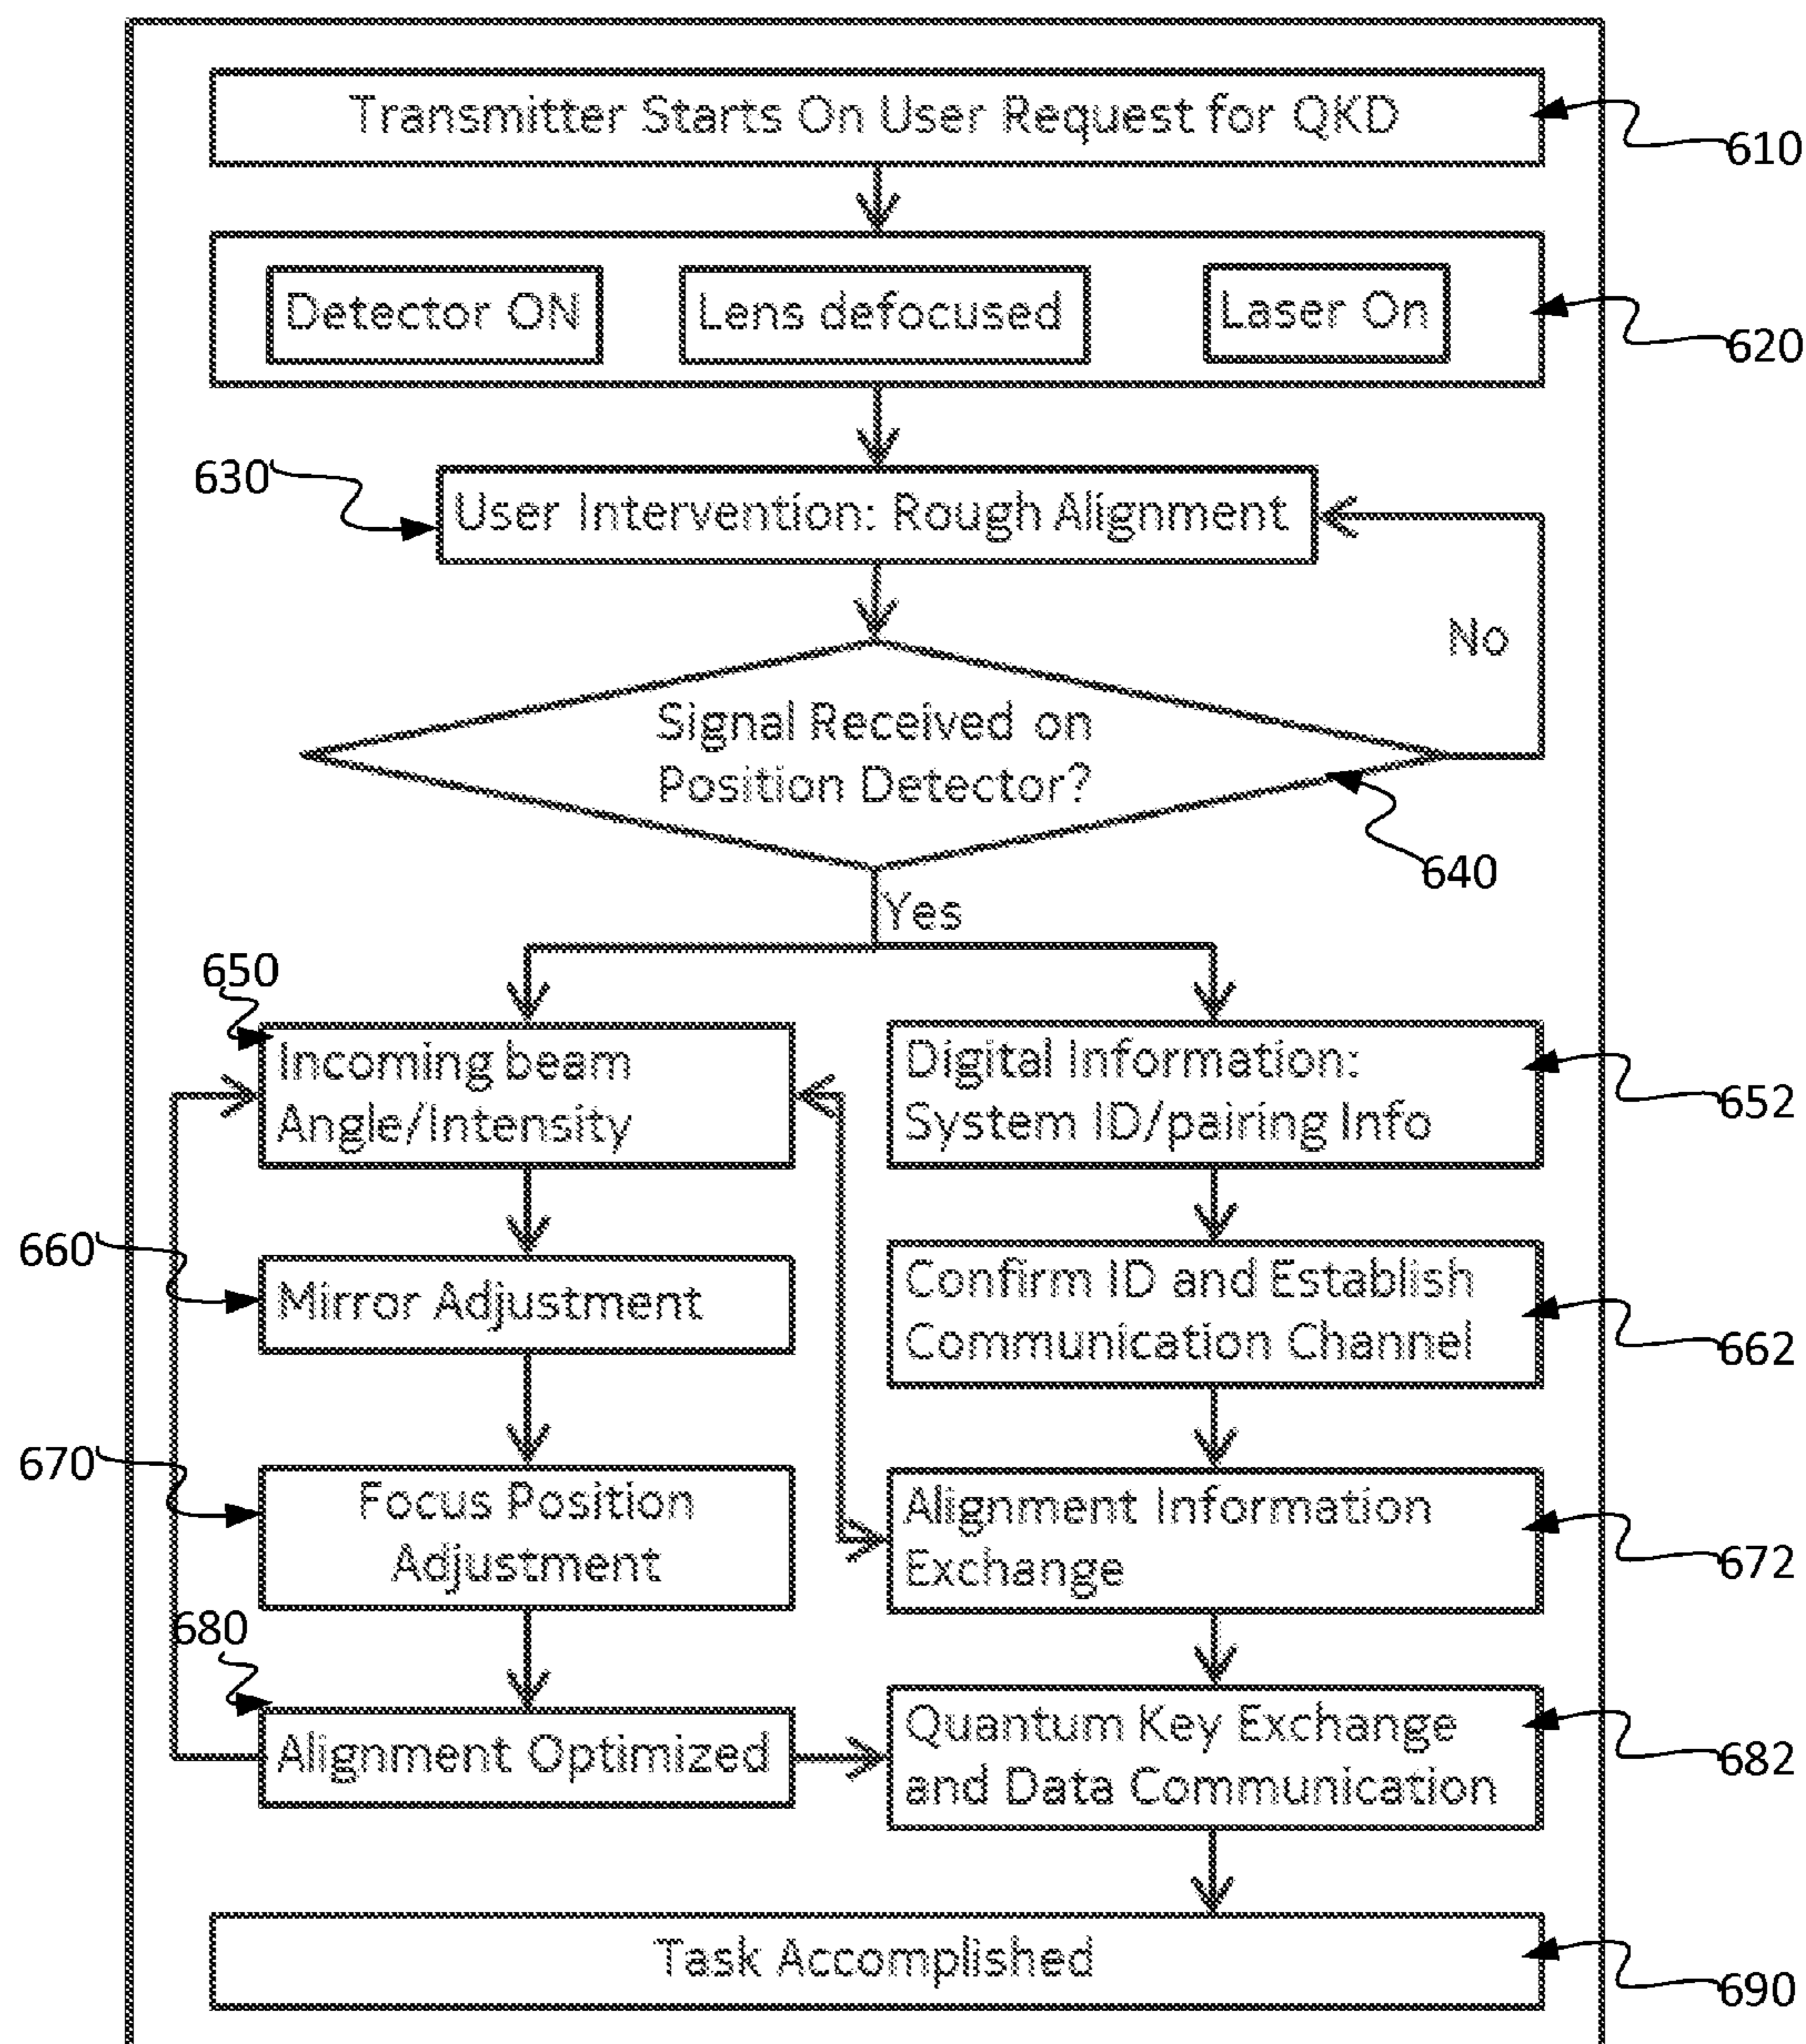 Transmitter Starts On User Request for QKD
610
Detector ON
Lens defocused
Laser On
620
630
User Intervention: Rough Alignment
No
Signal Received on
Position Detector?
640
Yes
650
Incoming beam
Angle/Intensity
Digital Information:
System ID/pairing Info
652
660
Mirror Adjustment
Confirm ID and Establish
Communication Channel
662
670
Focus Position
Adjustment
Alignment Information
Exchange
672
680
Alignment Optimized
Quantum Key Exchange
and Data Communication
682
Task Accomplished
690